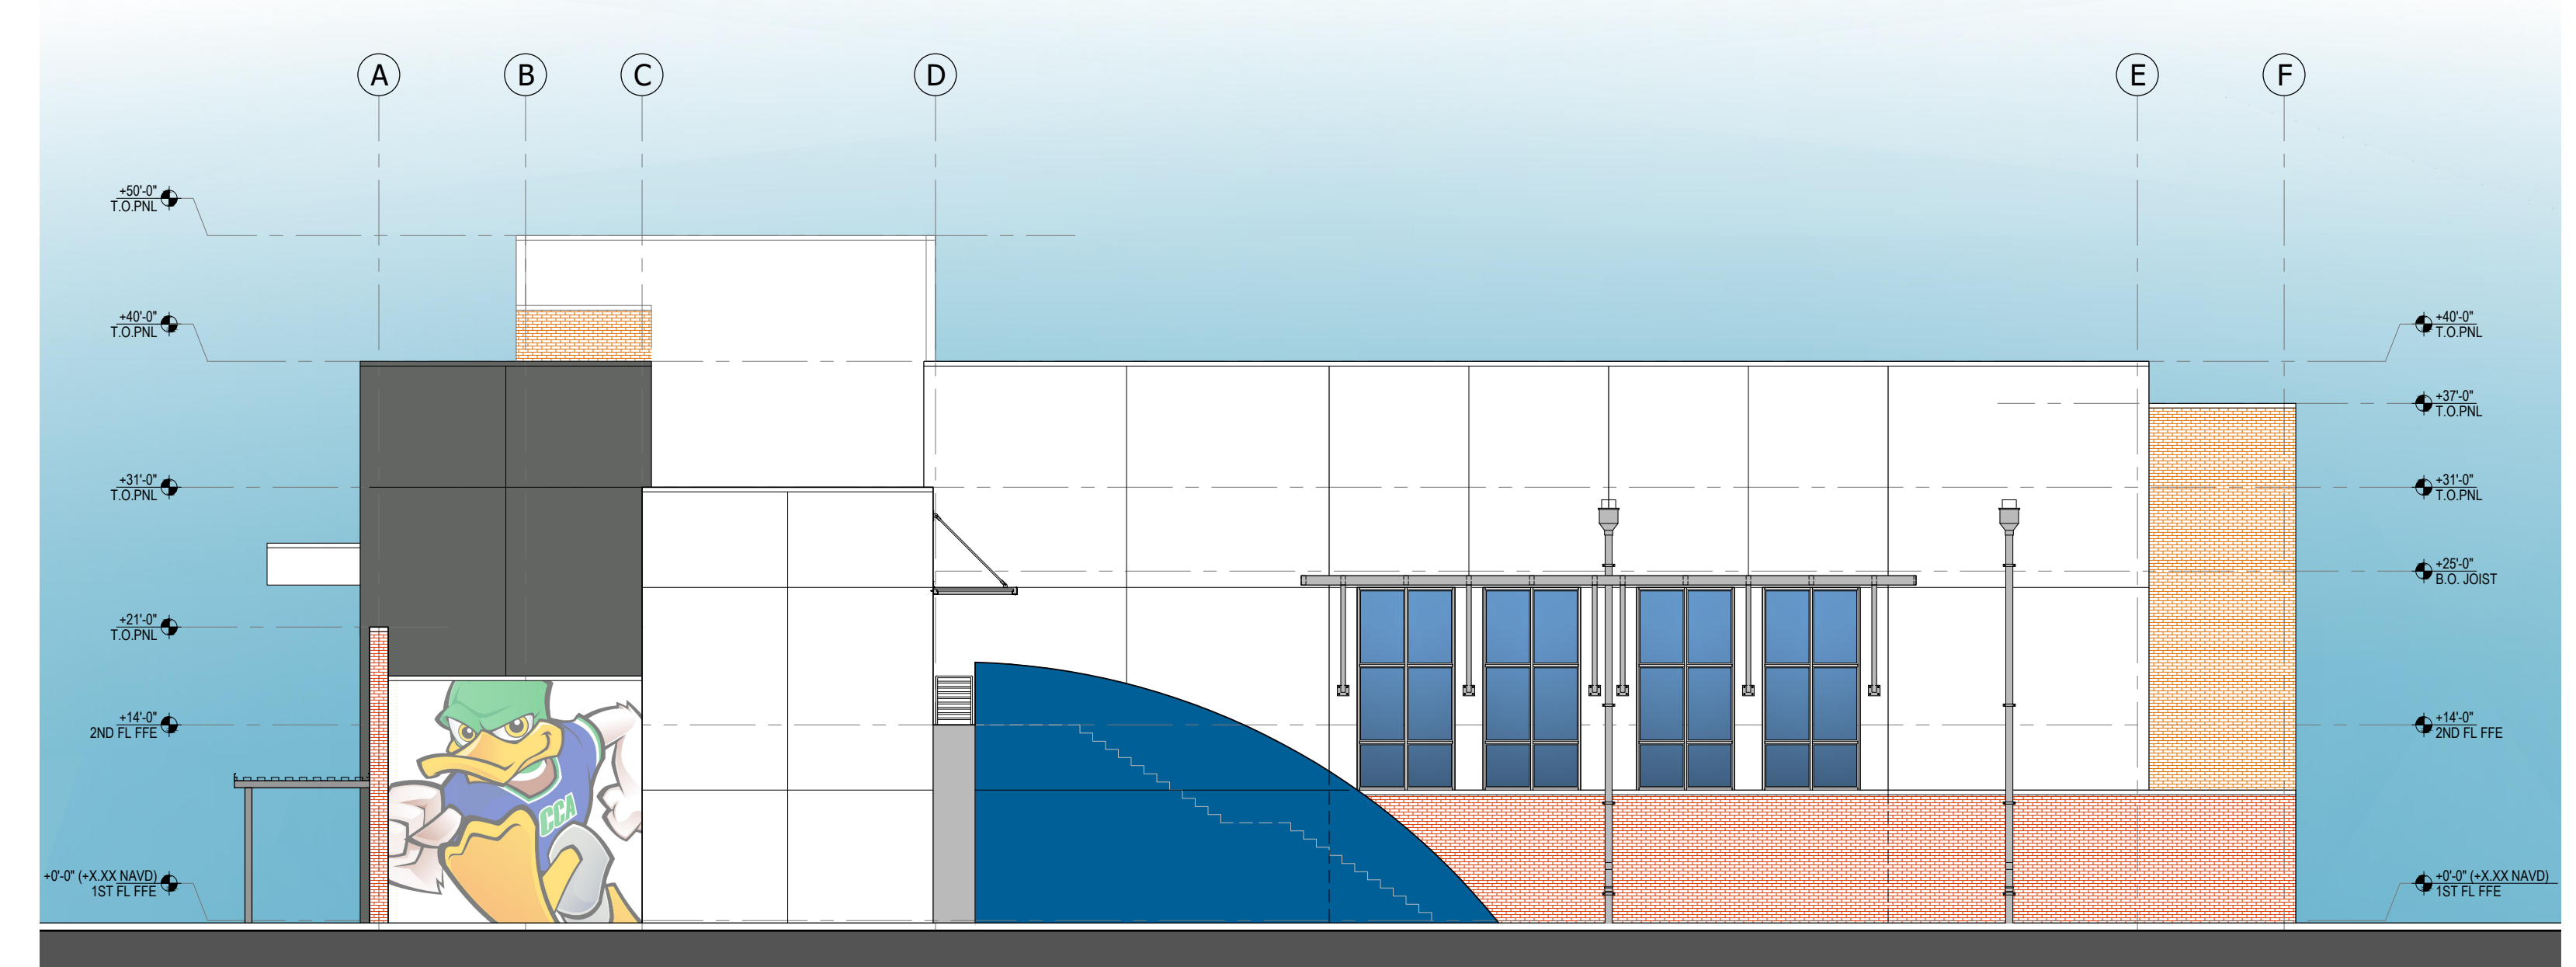 A B C D E F
+50'-0"
T.O.PNL
+40'-0"
T.O.PNL
+40'-0"
T.O.PNL
+37'-0"
T.O.PNL
+31'-0"
T.O.PNL
+31'-0"
T.O.PNL
+25'-0"
B.O. JOIST
+21'-0"
T.O.PNL
+14'-0"
2ND FL FFE
+14'-0"
2ND FL FFE
CCA
+0'-0" (+X.XX NAVD)
1ST FL FFE
+0'-0" (+X.XX NAVD)
1ST FL FFE